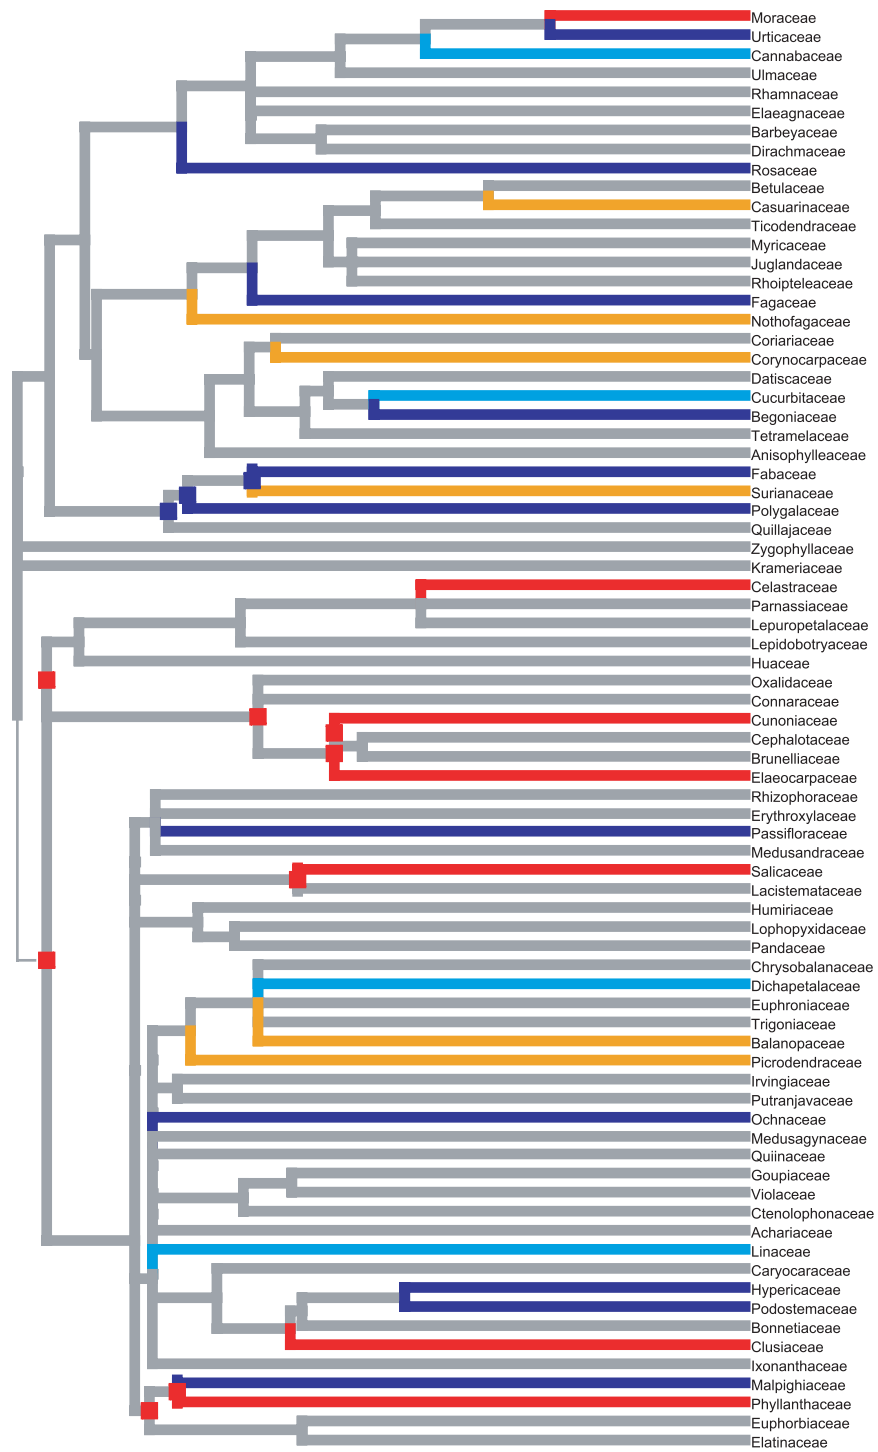 Moraceae
Urticaceae
Cannabaceae
Ulmaceae
Rhamnaceae
Elaeagnaceae
Barbeyaceae
Dirachmaceae
Rosaceae
Betulaceae
Casuarinaceae
Ticodendraceae
Myricaceae
Juglandaceae
Rhoipteleaceae
Fagaceae
Nothofagaceae
Coriariaceae
Corynocarpaceae
Datiscaceae
Cucurbitaceae
Begoniaceae
Tetramelaceae
Anisophylleaceae
Fabaceae
Surianaceae
Polygalaceae
Quillajaceae
Zygophyllaceae
Krameriaceae
Celastraceae
Parnassiaceae
Lepuropetalaceae
Lepidobotryaceae
Huaceae
Oxalidaceae
Connaraceae
Cunoniaceae
Cephalotaceae
Brunelliaceae
Elaeocarpaceae
Rhizophoraceae
Erythroxylaceae
Passifloraceae
Medusandraceae
Salicaceae
Lacistemataceae
Humiriaceae
Lophopyxidaceae
Pandaceae
Chrysobalanaceae
Dichapetalaceae
Euphroniaceae
Trigoniaceae
Balanopaceae
Picrodendraceae
Irvingiaceae
Putranjavaceae
Ochnaceae
Medusagynaceae
Quiinaceae
Goupiaceae
Violaceae
Ctenolophonaceae
Achariaceae
Linaceae
Caryocaraceae
Hypericaceae
Podostemaceae
Bonnetiaceae
Clusiaceae
Ixonanthaceae
Malpighiaceae
Phyllanthaceae
Euphorbiaceae
Elatinaceae